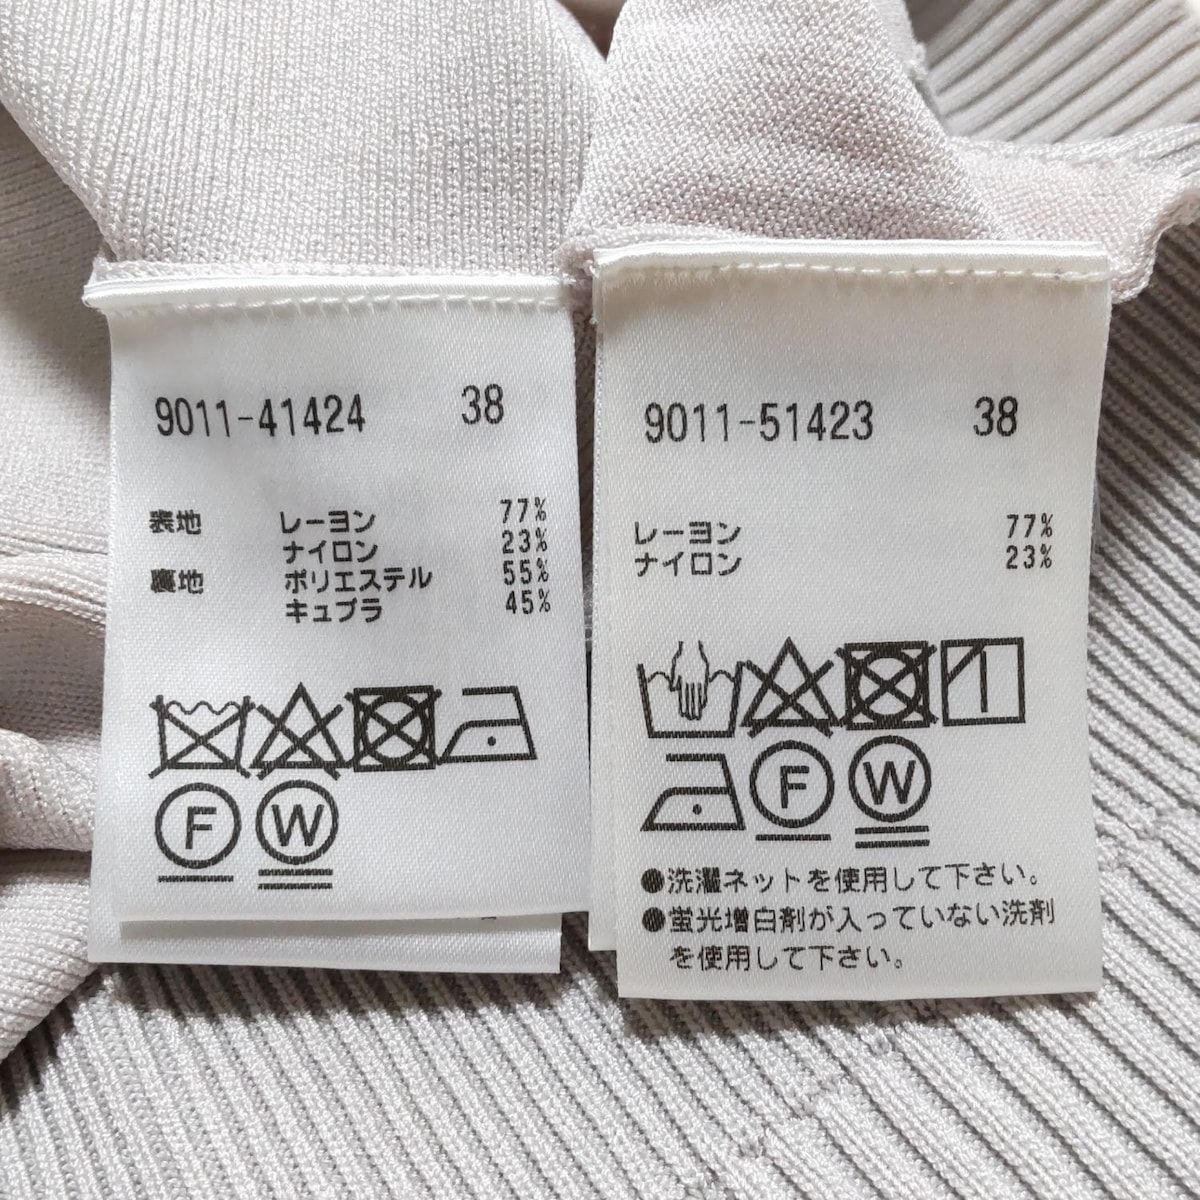 9011-41424 38
表地 レーヨン 77%
ナイロン 23%
裏地 ポリエステル 55%
キュプラ 45%
F W
9011-51423 38
レーヨン 77%
ナイロン 23%
F W
●洗濯ネットを使用して下さい。
●蛍光増白剤が入っていない洗剤
を使用して下さい。